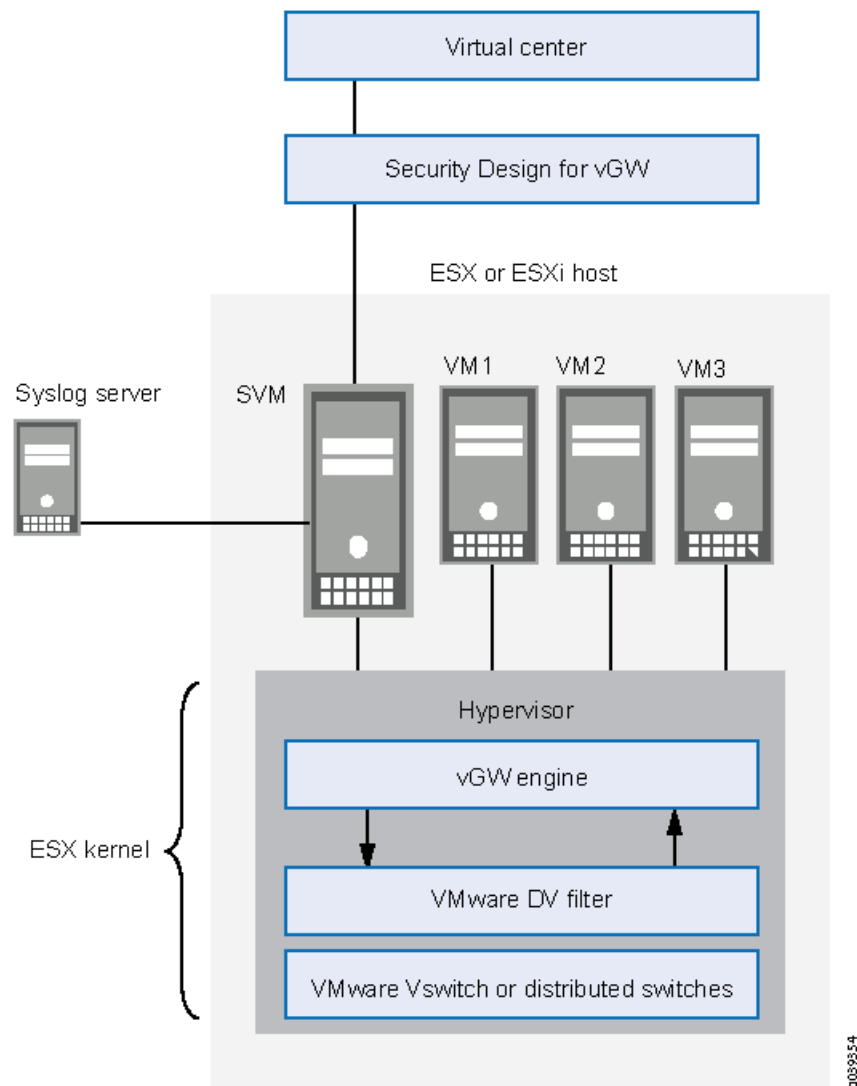 Virtual center
Security Design for vGW
ESX or ESXi host
Syslog server
SVM
VM1
VM2
VM3
Hypervisor
vGW engine
ESX kernel
VMware DV filter
VMware Vswitch or distributed switches